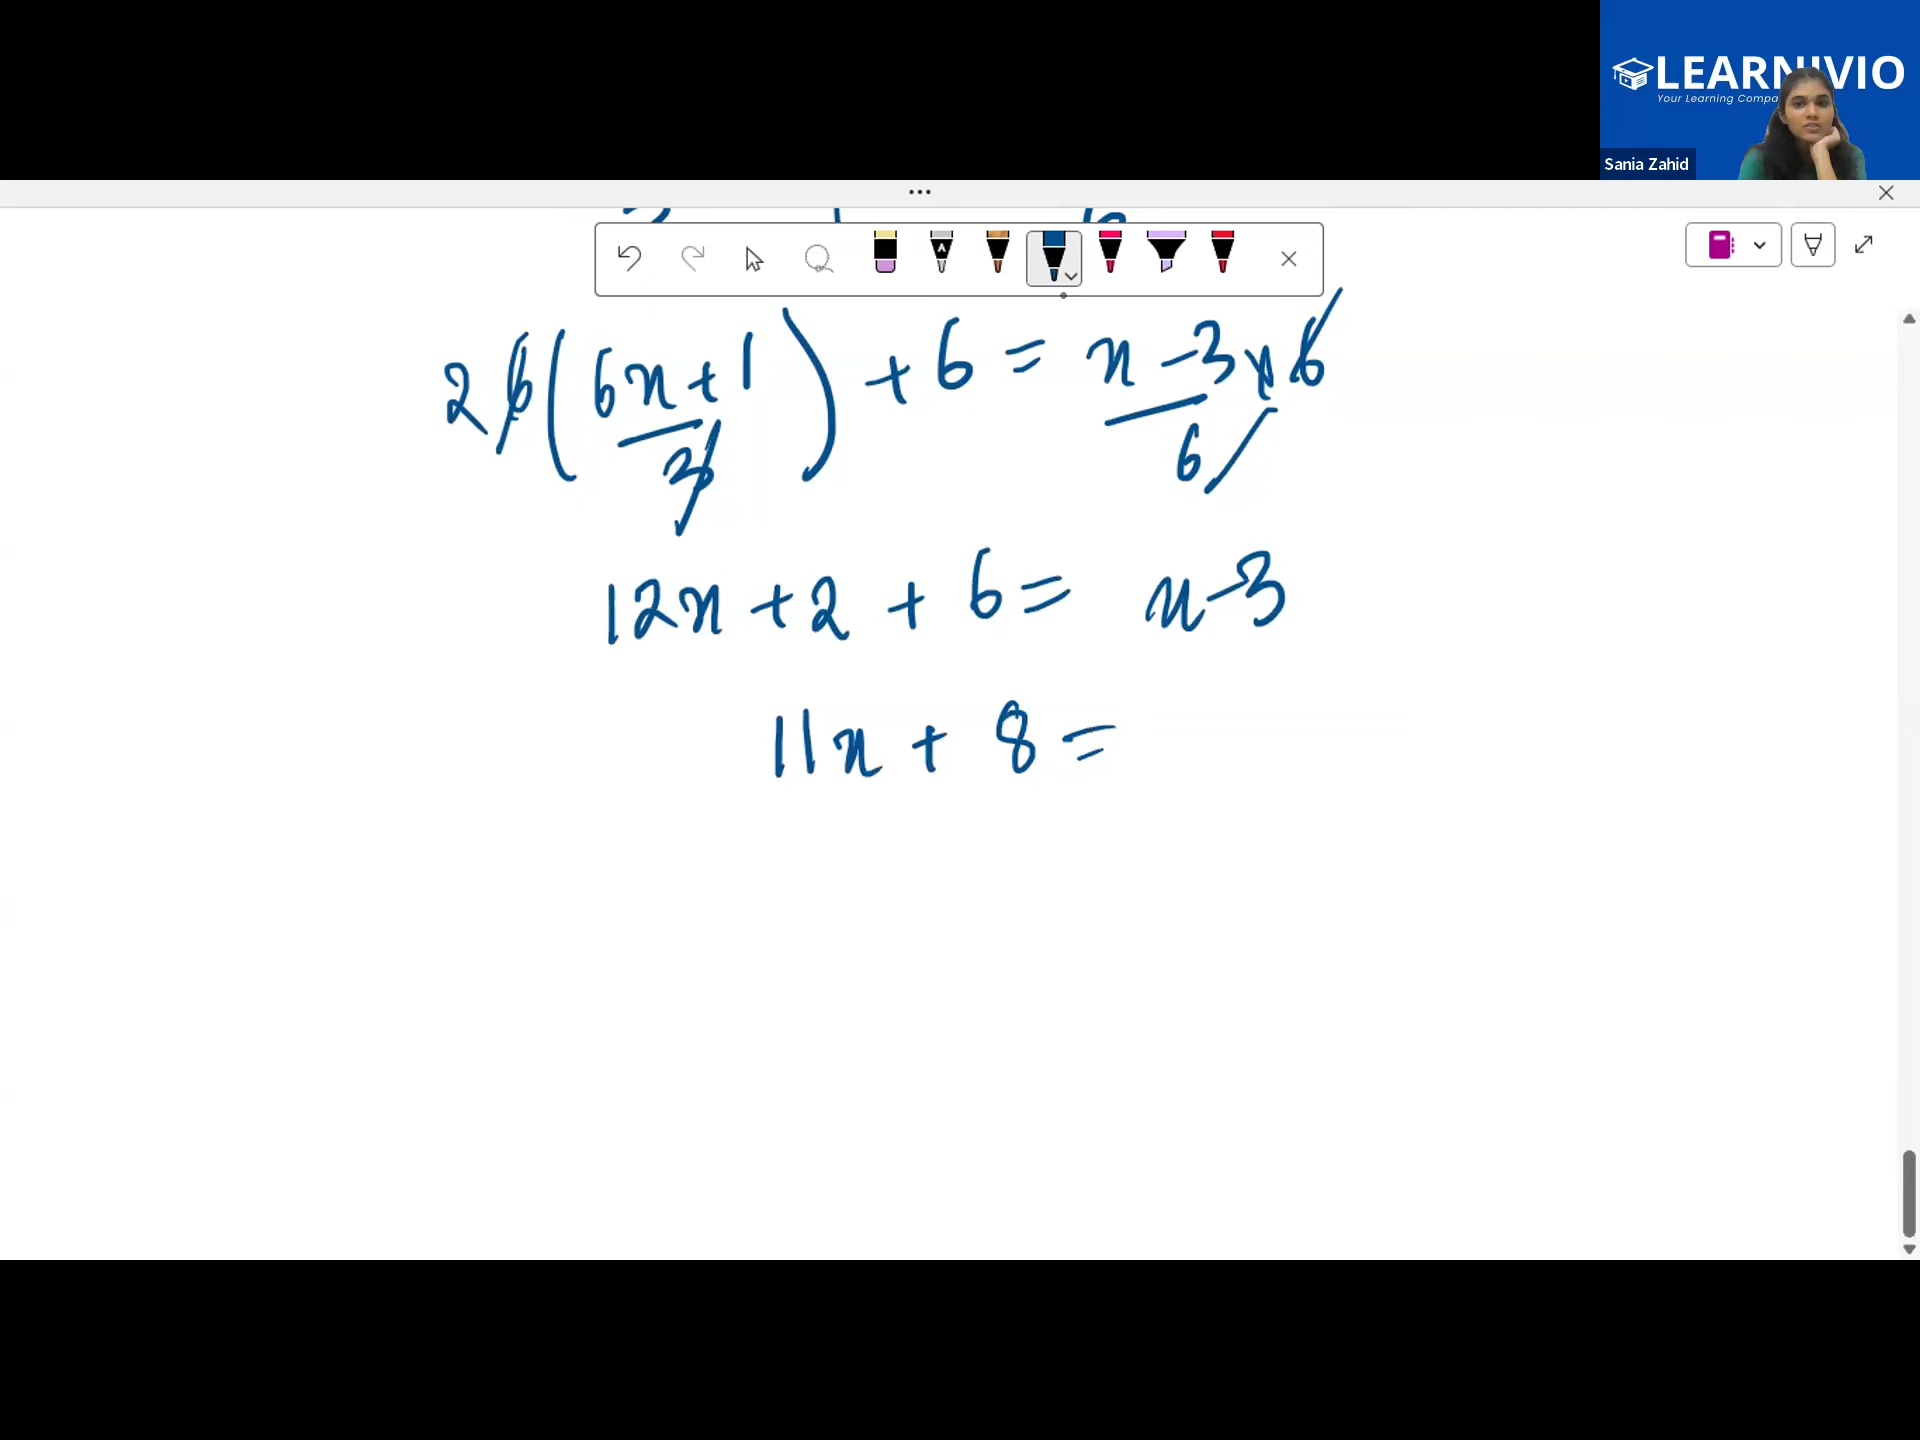 LEARNIVIO
Your Learning Compa
Sania Zahid
A
2 6 ( 6x + 1 / 3 ) + 6 = x - 3 / 6 x 6
12x + 2 + 6 = x - 3
11x + 8 =